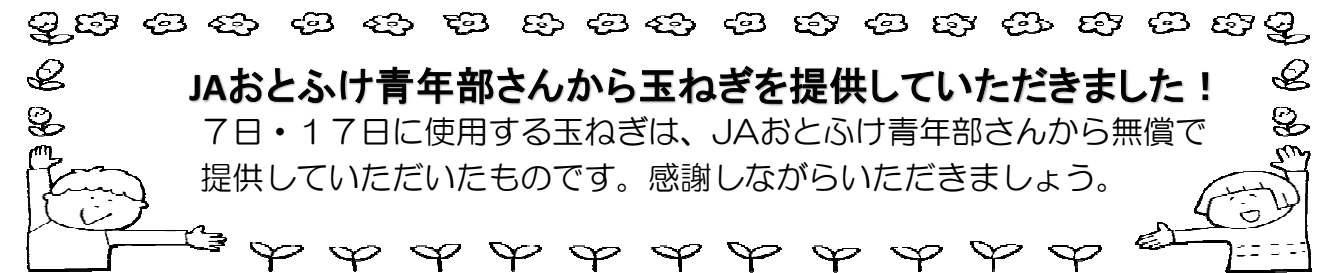 JAおとふけ青年部さんから玉ねぎを提供していただきました！
７日・１７日に使用する玉ねぎは、JAおとふけ青年部さんから無償で
提供していただいたものです。感謝しながらいただきましょう。